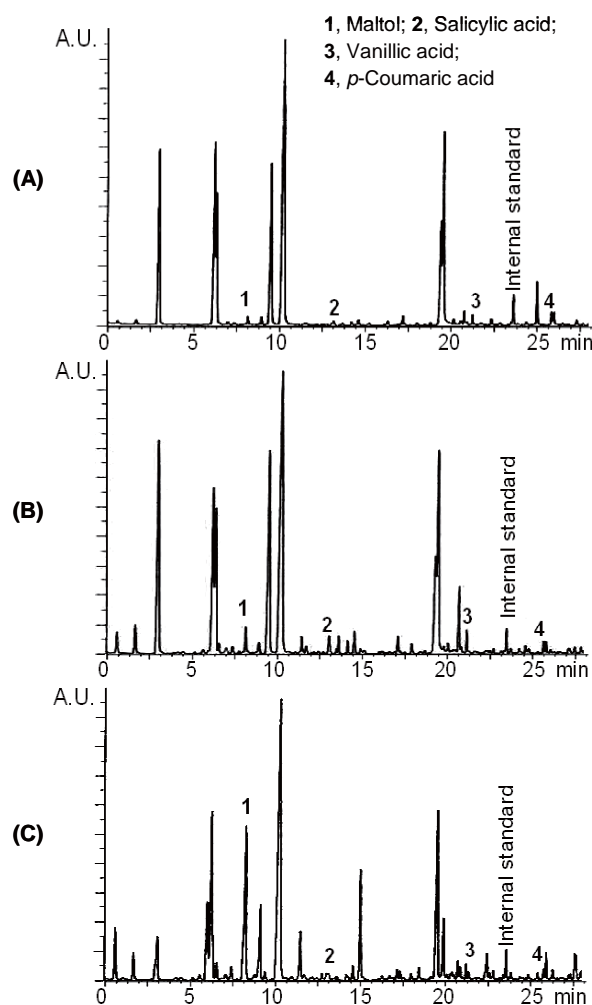 1, Maltol; 2, Salicylic acid;
3, Vanillic acid;
4, p-Coumaric acid
A.U.
(A)
Internal standard
1
2
3
4
0 5 10 15 20 25 min
A.U.
(B)
Internal standard
1
2
3
4
0 5 10 15 20 25 min
A.U.
(C)
Internal standard
1
2
3
4
0 5 10 15 20 25 min